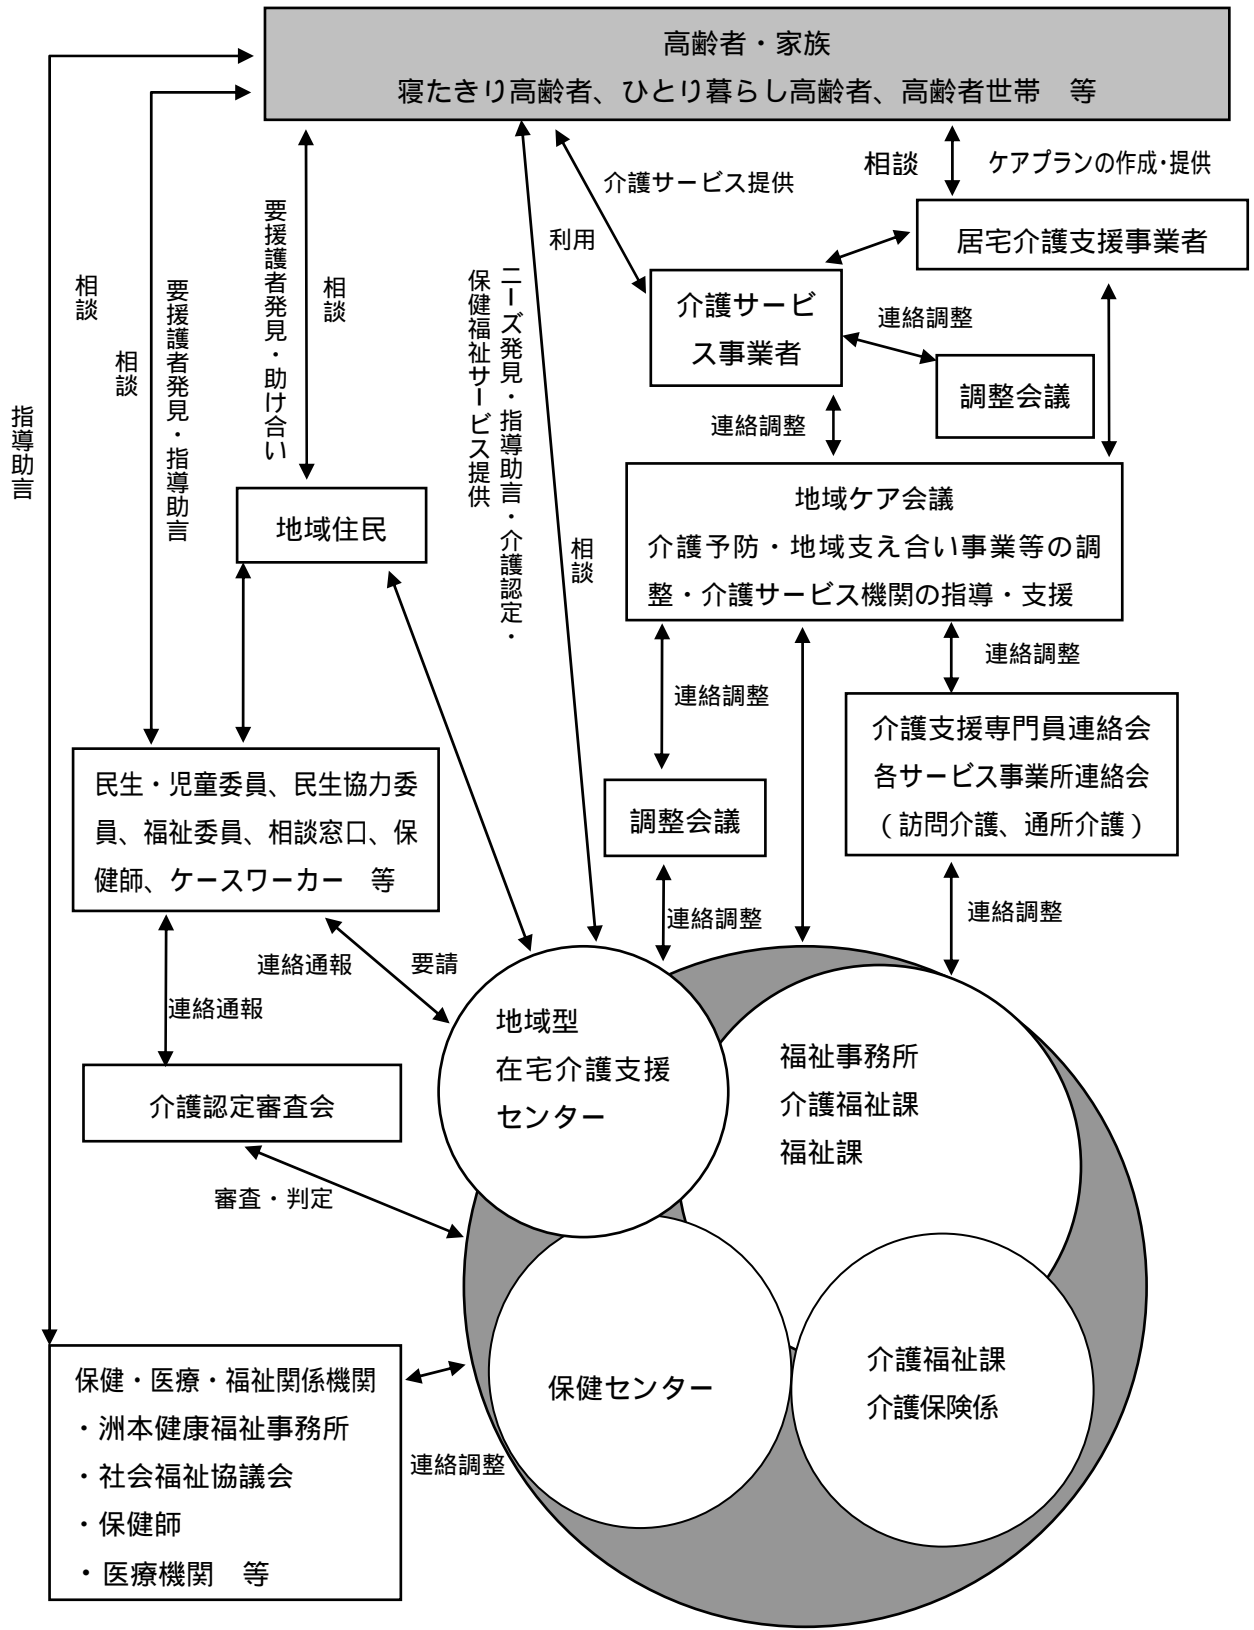 高齢者・家族
寝たきり高齢者、ひとり暮らし高齢者、高齢者世帯　等
相談
ケアプランの作成・提供
介護サービス提供
利用
居宅介護支援事業者
介護サービ
ス事業者
連絡調整
調整会議
連絡調整
指導助言
相談
相談
要援護者発見・指導助言
要援護者発見・助け合い
相談
ニーズ発見・指導助言・介護認定・
保健福祉サービス提供
相談
地域住民
地域ケア会議
介護予防・地域支え合い事業等の調
整・介護サービス機関の指導・支援
連絡調整
連絡調整
介護支援専門員連絡会
各サービス事業所連絡会
（訪問介護、通所介護）
民生・児童委員、民生協力委
員、福祉委員、相談窓口、保
健師、ケースワーカー　等
調整会議
連絡調整
連絡調整
連絡通報
要請
連絡通報
地域型
在宅介護支援
センター
福祉事務所
介護福祉課
福祉課
介護認定審査会
審査・判定
保健・医療・福祉関係機関
・洲本健康福祉事務所
・社会福祉協議会
・保健師
・医療機関　等
連絡調整
保健センター
介護福祉課
介護保険係